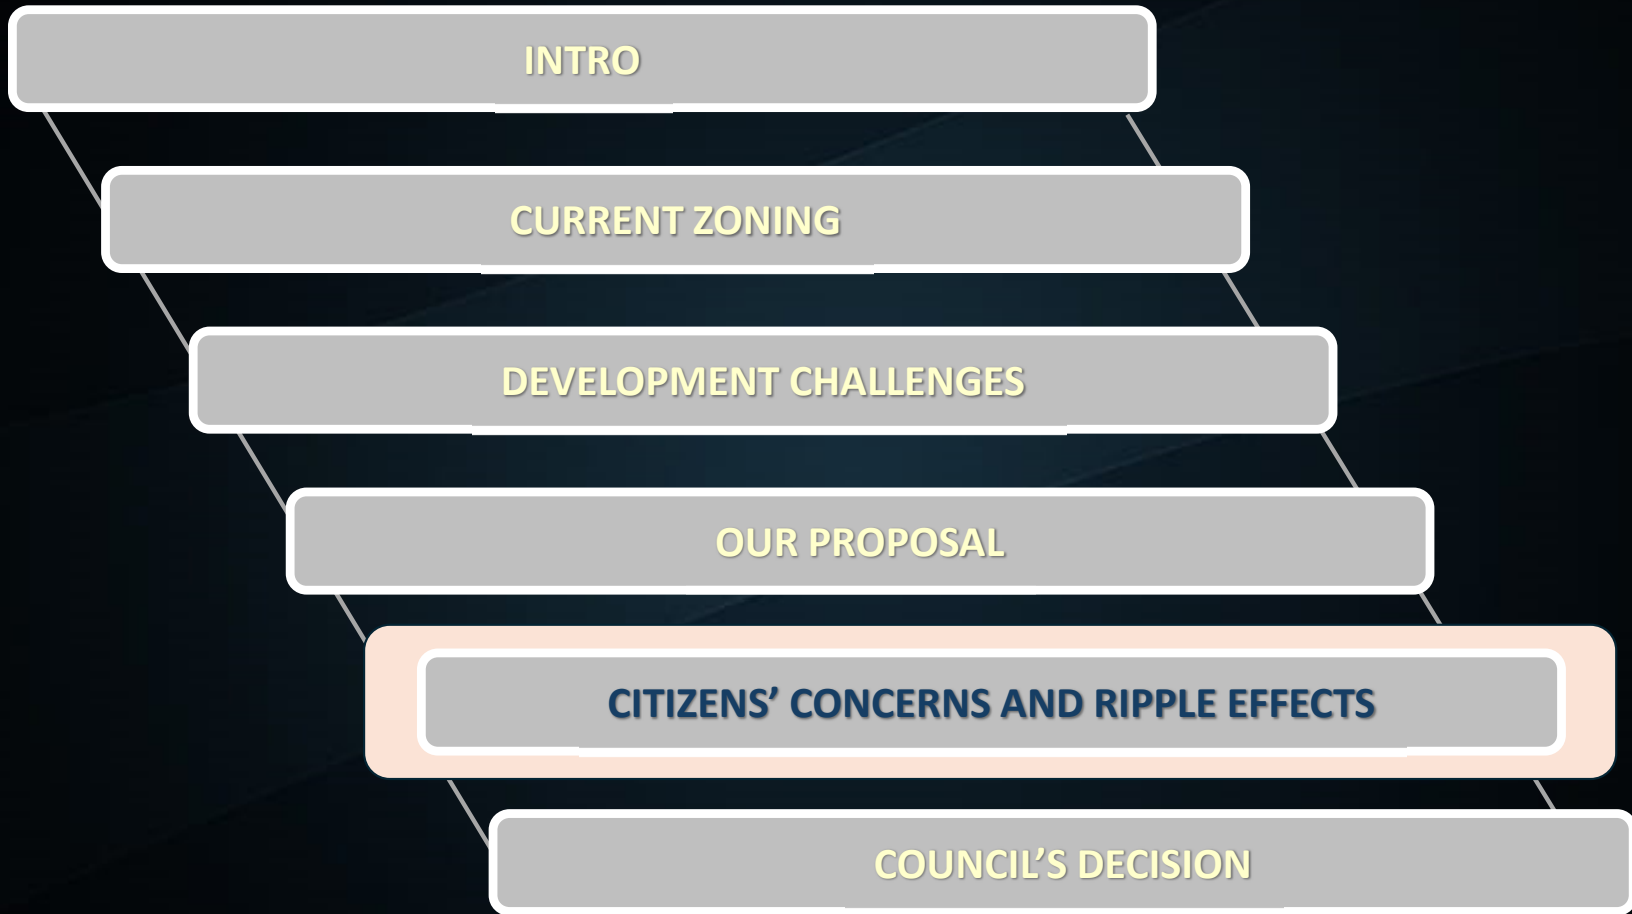 INTRO
CURRENT ZONING
DEVELOPMENT CHALLENGES
OUR PROPOSAL
CITIZENS’ CONCERNS AND RIPPLE EFFECTS
COUNCIL’S DECISION